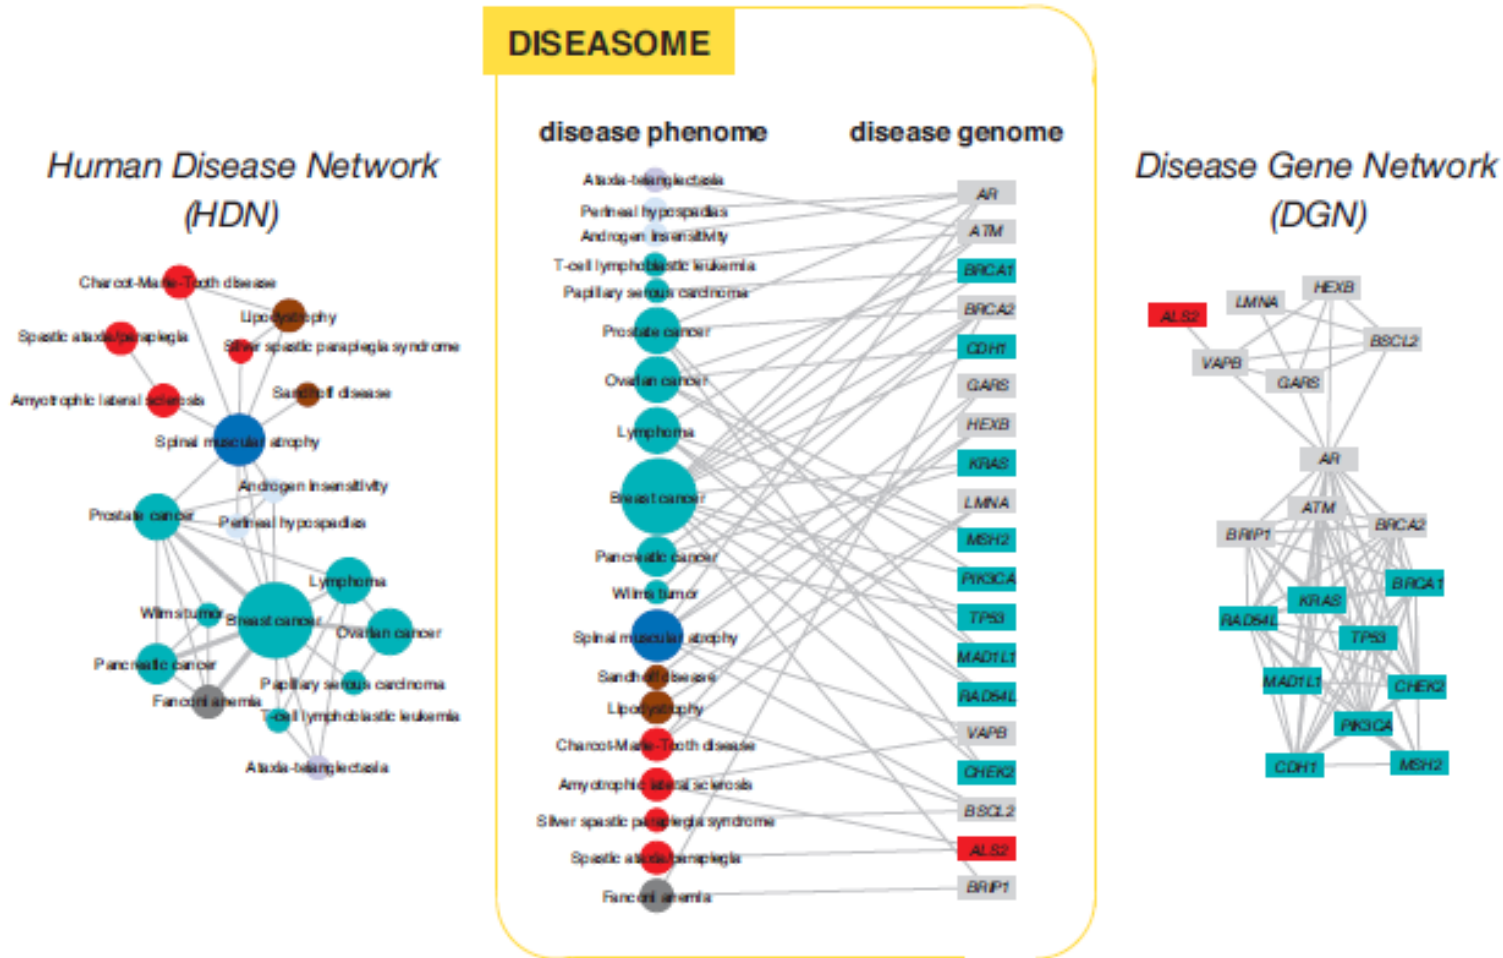 DISEASOME
Human Disease Network
(HDN)
Charcot-Marie-Tooth disease
Lipodystrophy
Spastic ataxia/paraplegia
Silver spastic paraplegia syndrome
Sandhoff disease
Amyotrophic lateral sclerosis
Spinal muscular atrophy
Androgen insensitivity
Prostate cancer
Perineal hypospadias
Lymphoma
Wilms tumor
Breast cancer
Ovarian cancer
Pancreatic cancer
Papillary serous carcinoma
Fanconi anemia
T-cell lymphoblastic leukemia
Ataxia-telangiectasia
disease phenome
disease genome
Ataxia-telangiectasia
Perineal hypospadias
Androgen insensitivity
T-cell lymphoblastic leukemia
Papillary serous carcinoma
Prostate cancer
Ovarian cancer
Lymphoma
Breast cancer
Pancreatic cancer
Wilms tumor
Spinal muscular atrophy
Sandhoff disease
Lipodystrophy
Charcot-Marie-Tooth disease
Amyotrophic lateral sclerosis
Silver spastic paraplegia syndrome
Spastic ataxia/paraplegia
Fanconi anemia
AR
ATM
BRCA1
BRCA2
CDH1
GARS
HEXB
KRAS
LMNA
MSH2
PIK3CA
TP53
MAD1L1
RAD54L
VAPB
CHEK2
BSCL2
ALS2
BRIP1
Disease Gene Network
(DGN)
HEXB
LMNA
ALS2
BSCL2
VAPB
GARS
AR
ATM
BRCA2
BRIP1
BRCA1
KRAS
RAD54L
TP53
MAD1L1
CHEK2
PIK3CA
CDH1
MSH2